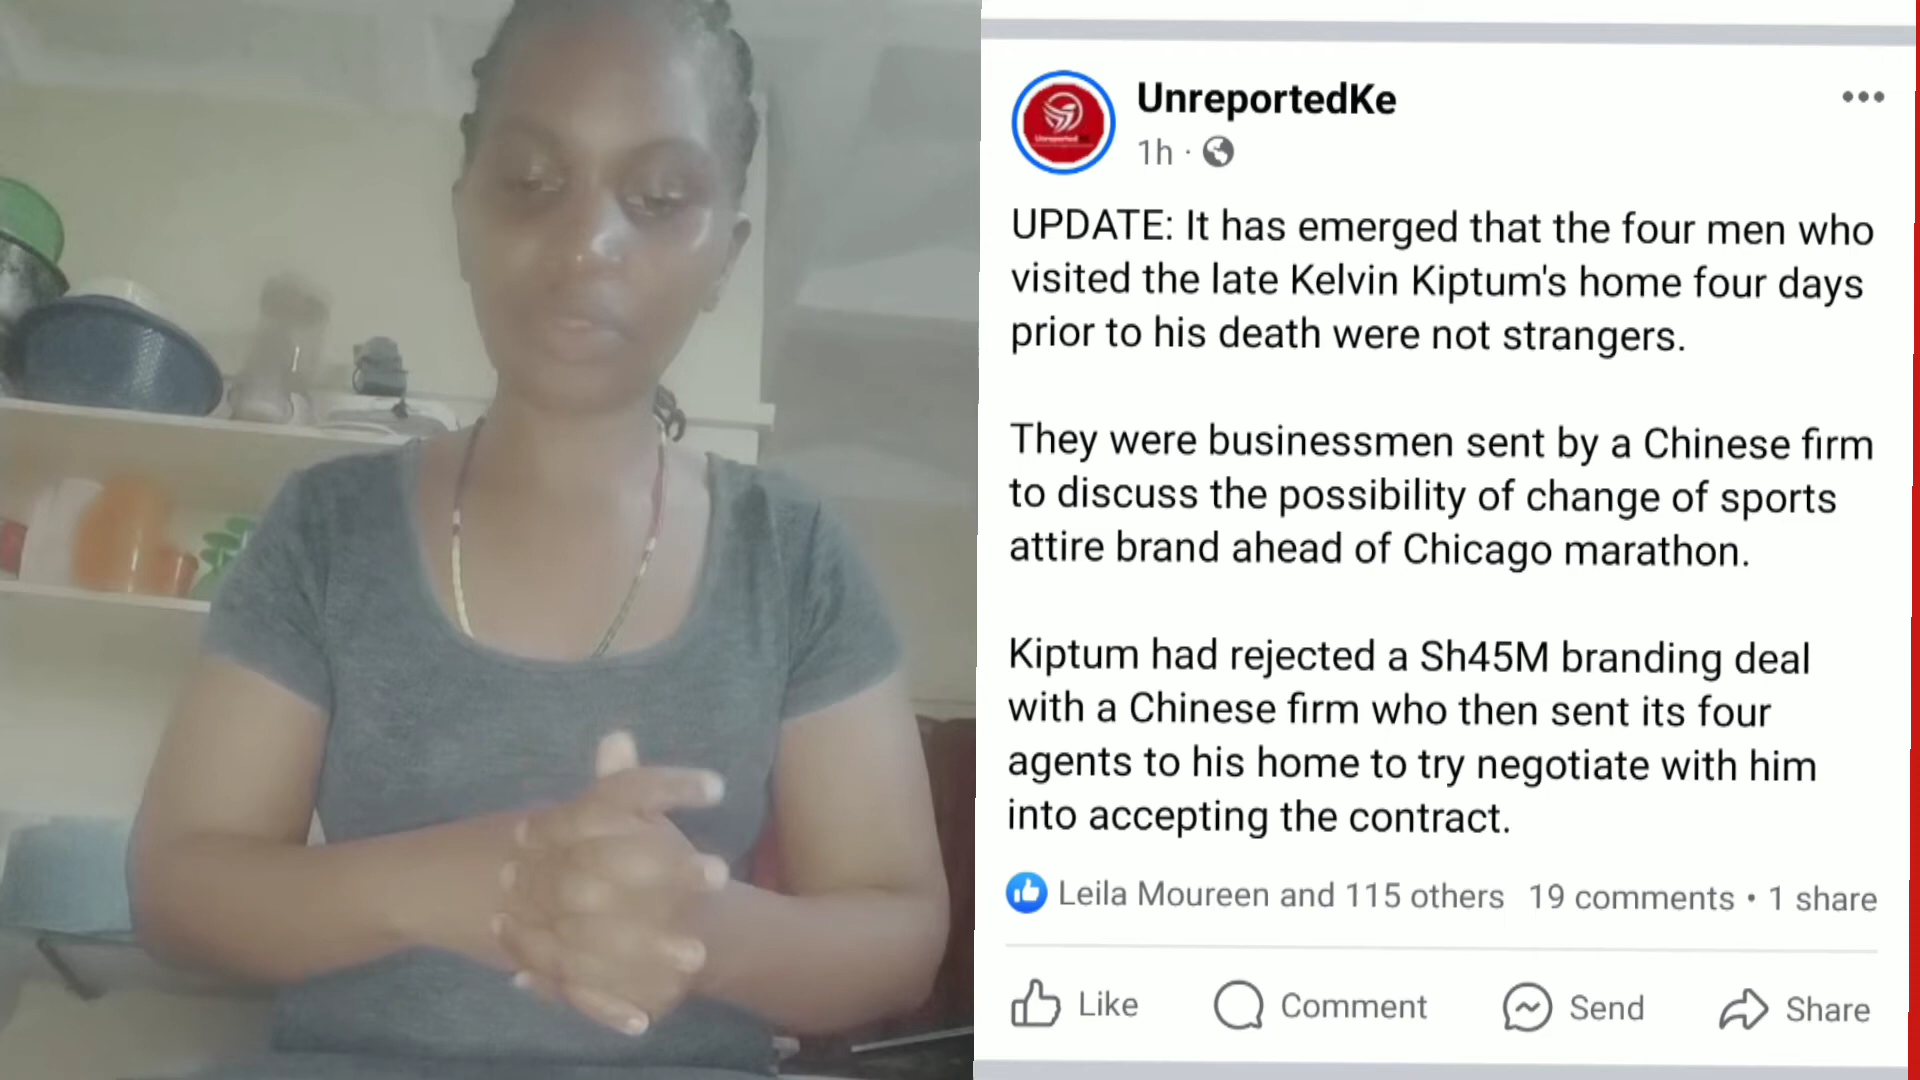 UnreportedKe
1h ·
UPDATE: It has emerged that the four men who
visited the late Kelvin Kiptum's home four days
prior to his death were not strangers.
They were businessmen sent by a Chinese firm
to discuss the possibility of change of sports
attire brand ahead of Chicago marathon.
Kiptum had rejected a Sh45M branding deal
with a Chinese firm who then sent its four
agents to his home to try negotiate with him
into accepting the contract.
Leila Moureen and 115 others 19 comments • 1 share
Like Comment Send Share